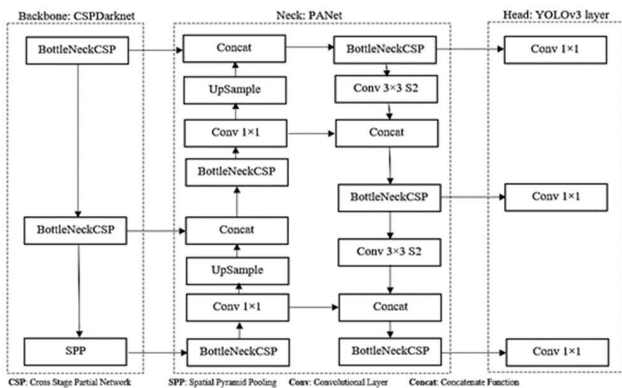 Backbone: CSPDarknet
Neck: PANet
Head: YOLOv3 layer
BottleNeckCSP
Concat
BottleNeckCSP
Conv 1×1
UpSample
Conv 3×3 S2
Conv 1×1
Concat
BottleNeckCSP
BottleNeckCSP
Conv 1×1
BottleNeckCSP
Concat
UpSample
Conv 3×3 S2
Conv 1×1
Concat
SPP
BottleNeckCSP
BottleNeckCSP
Conv 1×1
CSP: Cross Stage Partial Network
SPP: Spatial Pyramid Pooling
Conv: Convolutional Layer
Concat: Concatenate Function